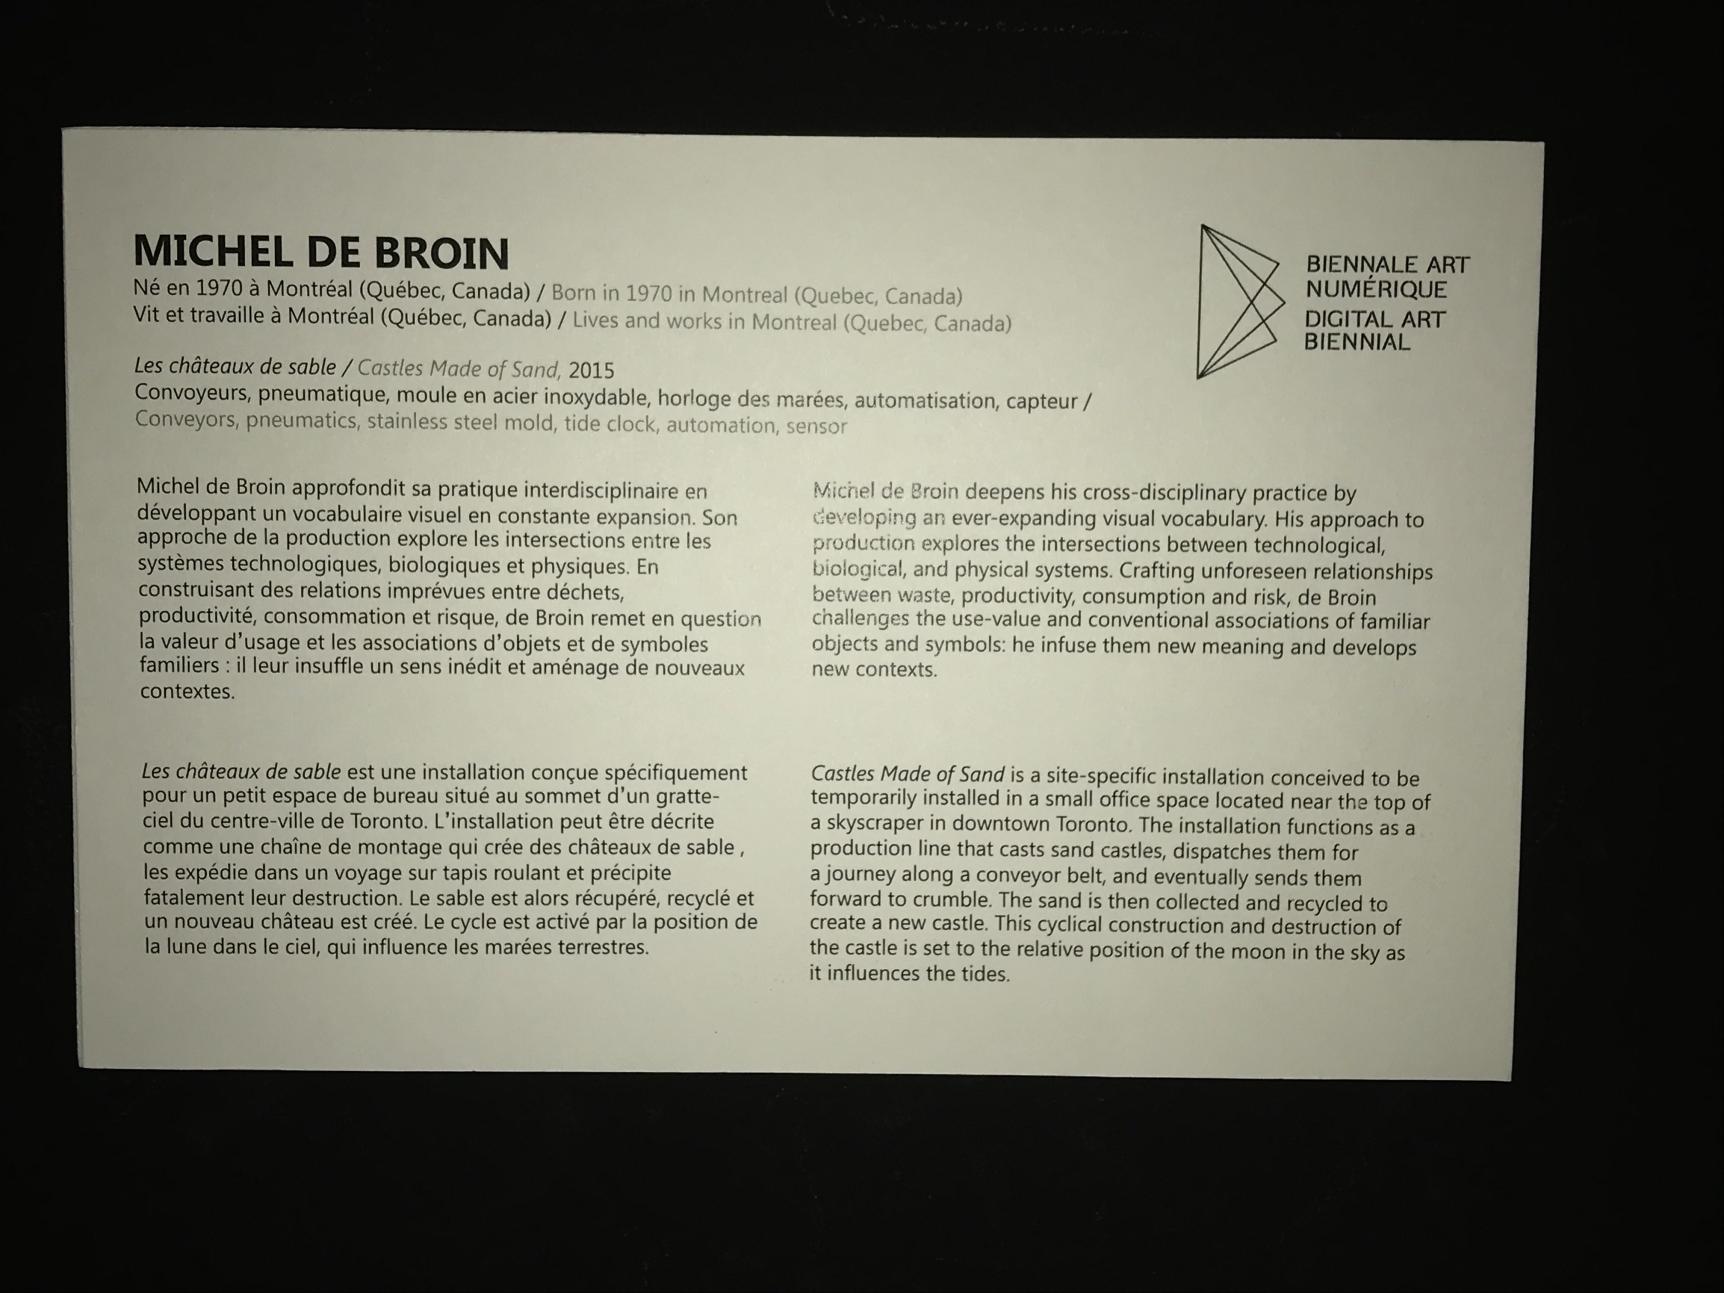 MICHEL DE BROIN
Né en 1970 à Montréal (Québec, Canada) / Born in 1970 in Montreal (Quebec, Canada)
Vit et travaille à Montréal (Québec, Canada) / Lives and works in Montreal (Quebec, Canada)
Les châteaux de sable / Castles Made of Sand, 2015
Convoyeurs, pneumatique, moule en acier inoxydable, horloge des marées, automatisation, capteur /
Conveyors, pneumatics, stainless steel mold, tide clock, automation, sensor
BIENNALE ART
NUMÉRIQUE
DIGITAL ART
BIENNIAL
Michel de Broin approfondit sa pratique interdisciplinaire en
développant un vocabulaire visuel en constante expansion. Son
approche de la production explore les intersections entre les
systèmes technologiques, biologiques et physiques. En
construisant des relations imprévues entre déchets,
productivité, consommation et risque, de Broin remet en question
la valeur d'usage et les associations d'objets et de symboles
familiers : il leur insuffle un sens inédit et aménage de nouveaux
contextes.
Michel de Broin deepens his cross-disciplinary practice by
developing an ever-expanding visual vocabulary. His approach to
production explores the intersections between technological,
biological, and physical systems. Crafting unforeseen relationships
between waste, productivity, consumption and risk, de Broin
challenges the use-value and conventional associations of familiar
objects and symbols: he infuse them new meaning and develops
new contexts.
Les châteaux de sable est une installation conçue spécifiquement
pour un petit espace de bureau situé au sommet d'un gratte-
ciel du centre-ville de Toronto. L'installation peut être décrite
comme une chaîne de montage qui crée des châteaux de sable ,
les expédie dans un voyage sur tapis roulant et précipite
fatalement leur destruction. Le sable est alors récupéré, recyclé et
un nouveau château est créé. Le cycle est activé par la position de
la lune dans le ciel, qui influence les marées terrestres.
Castles Made of Sand is a site-specific installation conceived to be
temporarily installed in a small office space located near the top of
a skyscraper in downtown Toronto. The installation functions as a
production line that casts sand castles, dispatches them for
a journey along a conveyor belt, and eventually sends them
forward to crumble. The sand is then collected and recycled to
create a new castle. This cyclical construction and destruction of
the castle is set to the relative position of the moon in the sky as
it influences the tides.